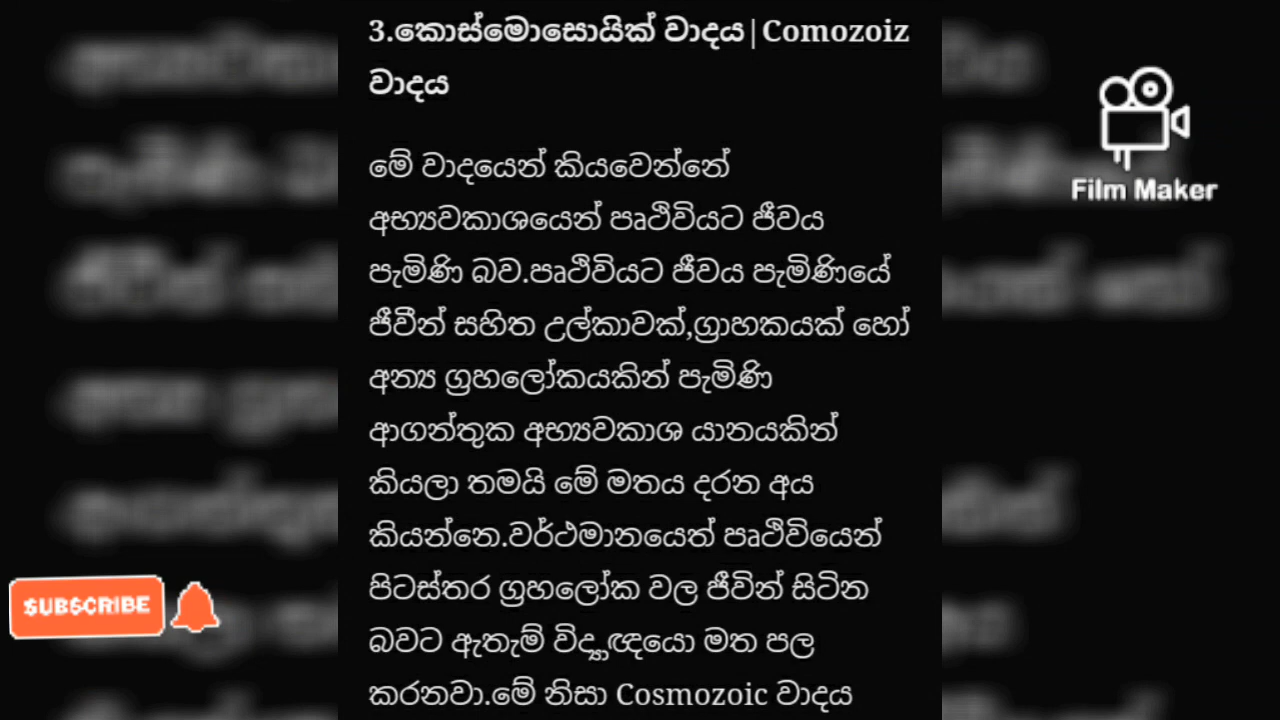 3.කොස්මොසොයික් වාදය|Comozoiz
වාදය
මේ වාදයෙන් කියවෙන්නේ
අභ්‍යවකාශයෙන් පෘථිවියට ජීවය
පැමිණි බව.පෘථිවියට ජීවය පැමිණියේ
ජීවීන් සහිත උල්කාවක්,ග්‍රාහකයක් හෝ
අන්‍ය ග්‍රහලෝකයකින් පැමිණි
ආගන්තුක අභ්‍යවකාශ යානයකින්
කියලා තමයි මේ මතය දරන අය
කියන්නෙ.වර්ථමානයෙත් පෘථිවියෙන්
පිටස්තර ග්‍රහලෝක වල ජීවින් සිටින
බවට ඇතැම් විද්‍යාඥයො මත පල
කරනවා.මේ නිසා Cosmozoic වාදය
Film Maker
SUBSCRIBE